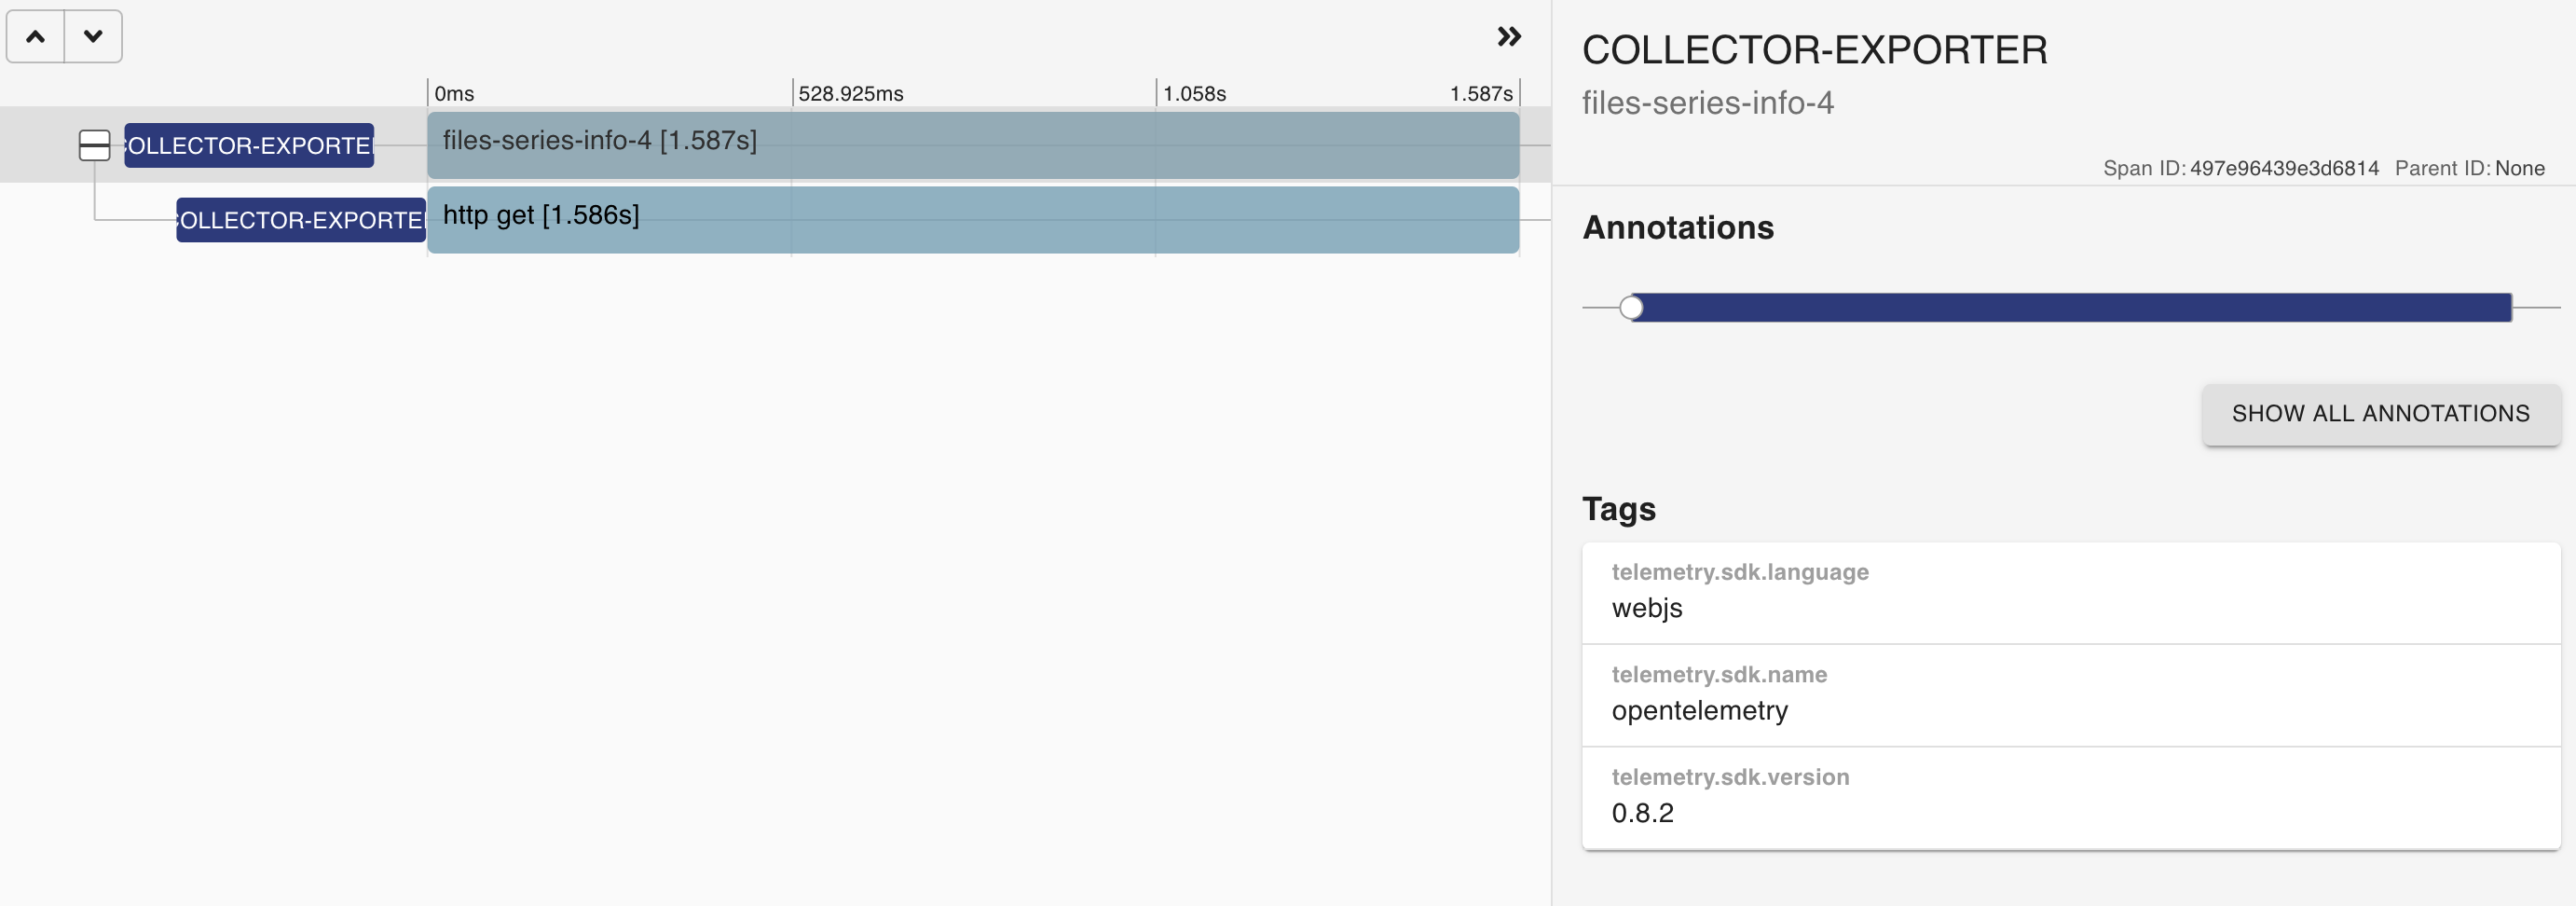 0ms
528.925ms
1.058s
1.587s
OLLECTOR-EXPORTE
files-series-info-4 [1.587s]
OLLECTOR-EXPORTE
http get [1.586s]
COLLECTOR-EXPORTER
files-series-info-4
Span ID: 497e96439e3d6814 Parent ID: None
Annotations
SHOW ALL ANNOTATIONS
Tags
telemetry.sdk.language
webjs
telemetry.sdk.name
opentelemetry
telemetry.sdk.version
0.8.2